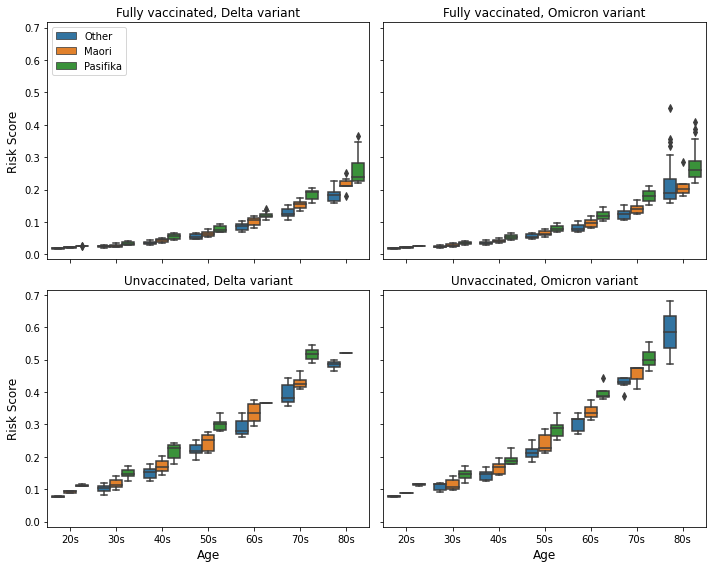 Fully vaccinated, Delta variant
Fully vaccinated, Omicron variant
0.7
0.6
0.5
0.4
0.3
0.2
0.1
0.0
Risk Score
Other
Maori
Pasifika
Unvaccinated, Delta variant
Unvaccinated, Omicron variant
0.7
0.6
0.5
0.4
0.3
0.2
0.1
0.0
Risk Score
20s 30s 40s 50s 60s 70s 80s
20s 30s 40s 50s 60s 70s 80s
Age
Age